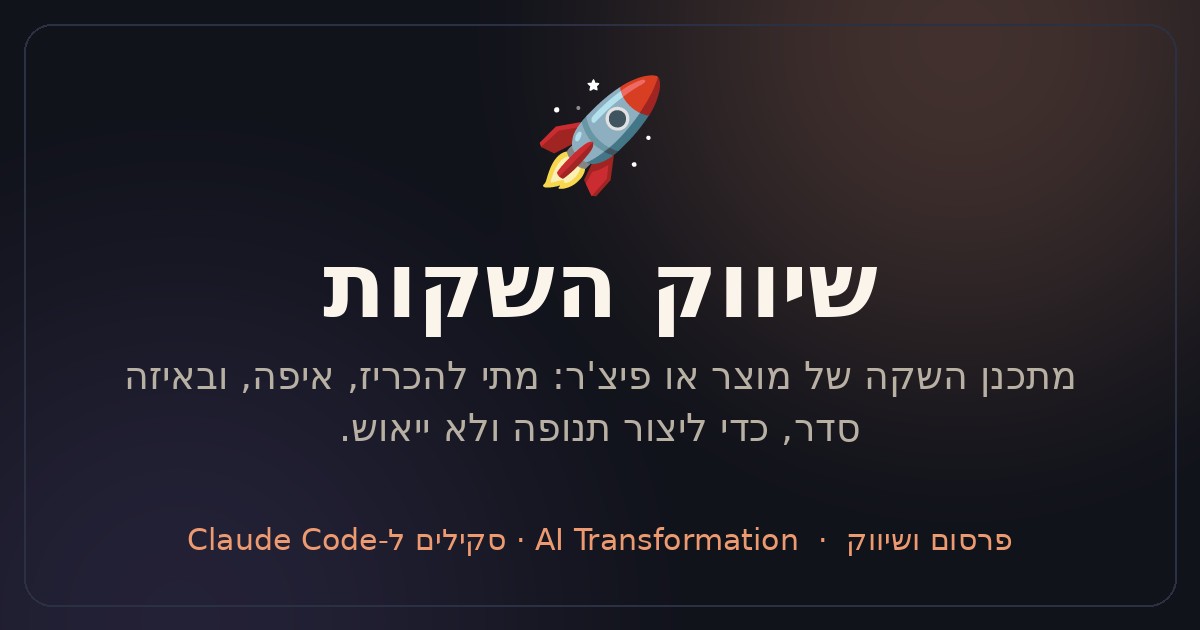 שיווק השקות
מתכנן השקה של מוצר או פיצ'ר: מתי להכריז, איפה, ובאיזה
סדר, כדי ליצור תנופה ולא ייאוש.
פרסום ושיווק · AI Transformation · סקילים ל-Claude Code